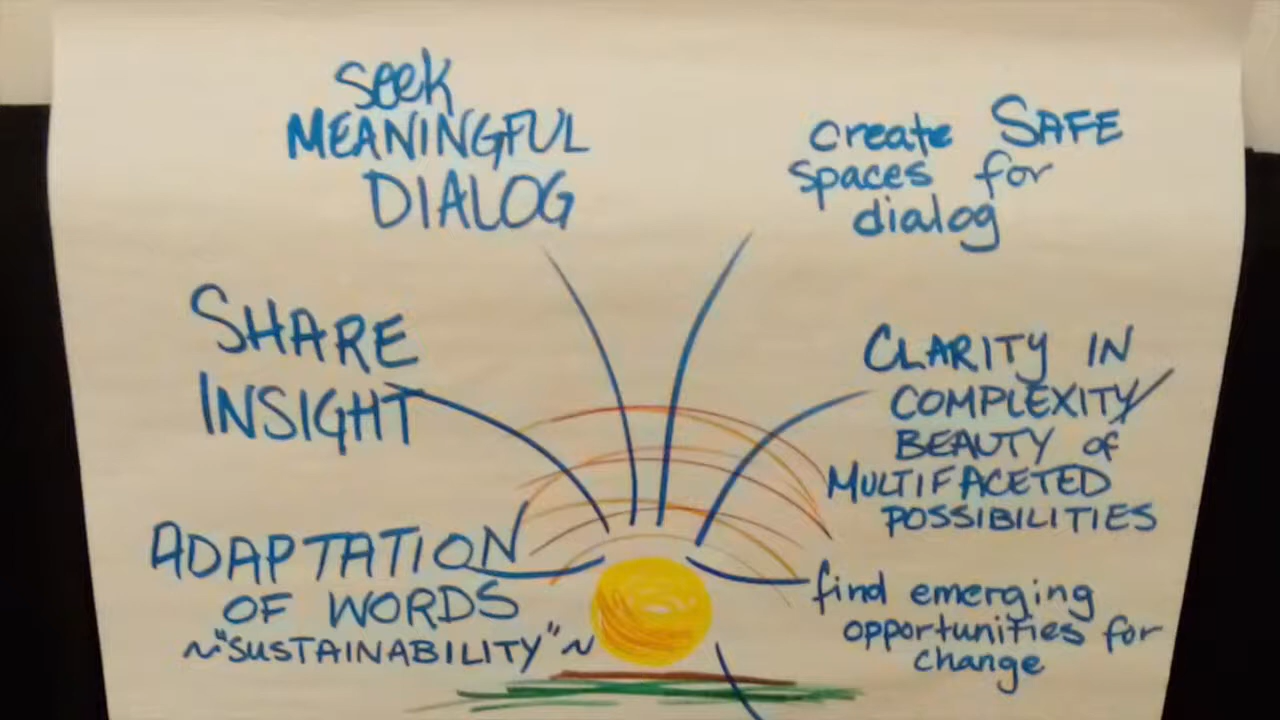 Seek
MEANINGFUL
DIALOG
create SAFE
spaces for
dialog
SHARE
INSIGHT
CLARITY IN
COMPLEXITY/
BEAUTY of
MULTIFACETED
POSSIBILITIES
ADAPTATION
OF WORDS
~"SUSTAINABILITY"~
find emerging
opportunities for
change